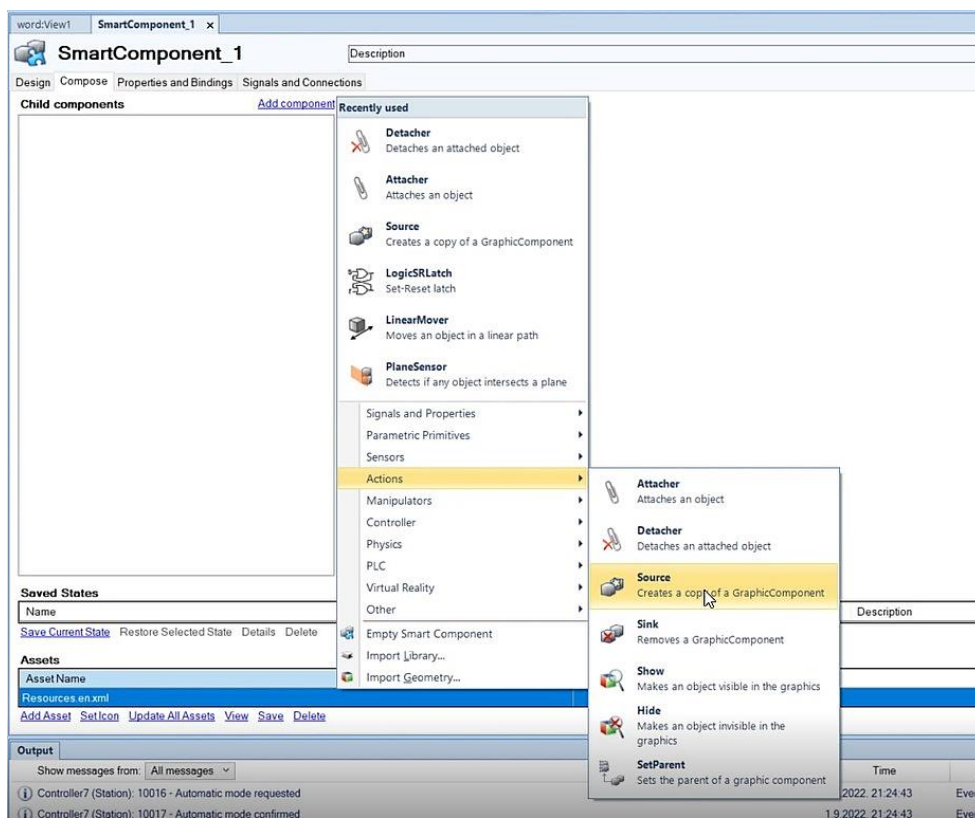 word:View1 SmartComponent_1 x
SmartComponent_1 Description
Design Compose Properties and Bindings Signals and Connections
Child components Add component
Recently used
Detacher
Detaches an attached object
Attacher
Attaches an object
Source
Creates a copy of a GraphicComponent
LogicSRLatch
Set-Reset latch
LinearMover
Moves an object in a linear path
PlaneSensor
Detects if any object intersects a plane
Signals and Properties
Parametric Primitives
Sensors
Actions
Manipulators
Controller
Physics
PLC
Virtual Reality
Other
Empty Smart Component
Import Library...
Import Geometry...
Attacher
Attaches an object
Detacher
Detaches an attached object
Source
Creates a copy of a GraphicComponent
Sink
Removes a GraphicComponent
Show
Makes an object visible in the graphics
Hide
Makes an object invisible in the
graphics
SetParent
Sets the parent of a graphic component
Saved States
Name Description
Save Current State Restore Selected State Details Delete
Assets
Asset Name
Resources.en.xml
Add Asset Set Icon Update All Assets View Save Delete
Output
Show messages from: All messages Time
Controller7 (Station): 10016 - Automatic mode requested 2022. 21:24:43
Controller7 (Station): 10017 - Automatic mode confirmed 1.9.2022. 21:24:43